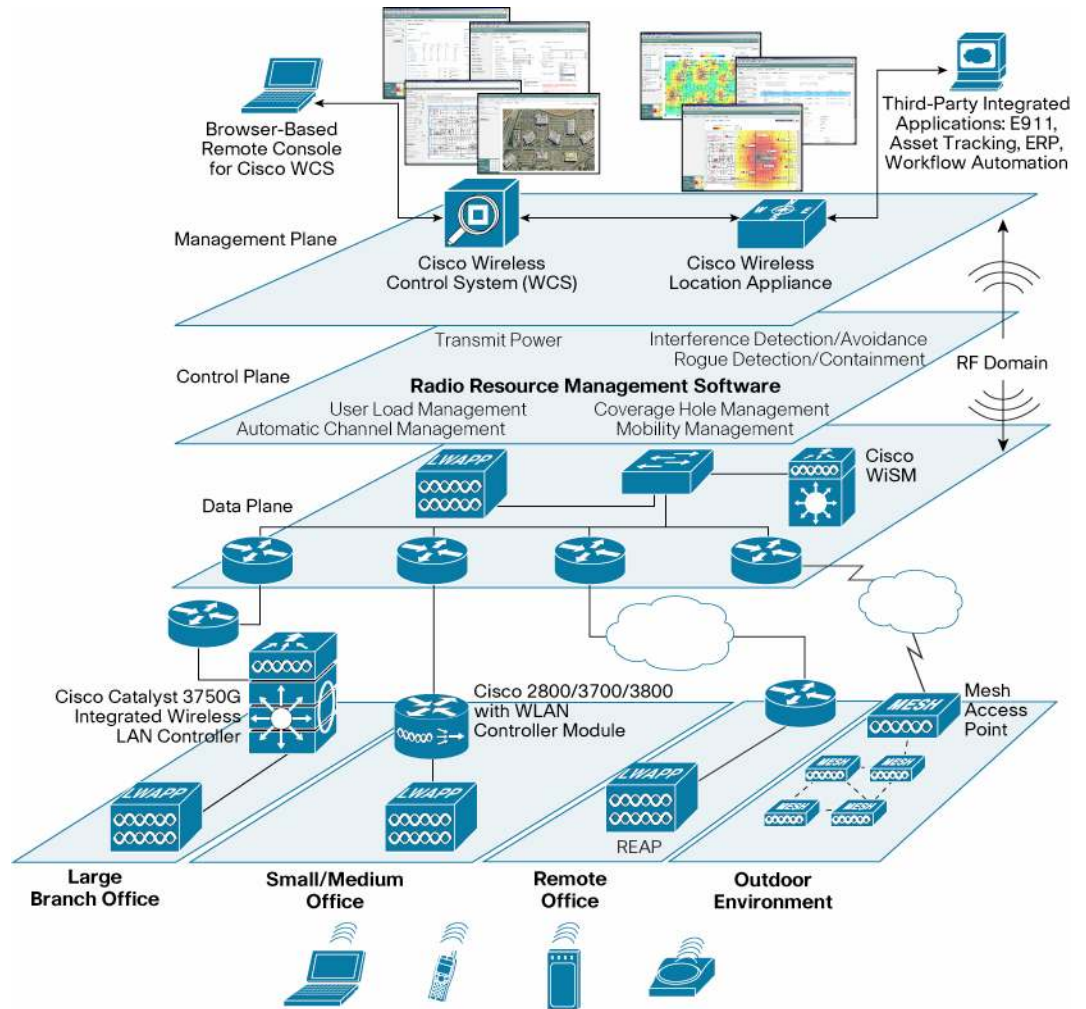 Browser-Based
Remote Console
for Cisco WCS
Third-Party Integrated
Applications: E911,
Asset Tracking, ERP,
Workflow Automation
Management Plane
Cisco Wireless
Control System (WCS)
Cisco Wireless
Location Appliance
Transmit Power
Interference Detection/Avoidance
Rogue Detection/Containment
Control Plane
Radio Resource Management Software
RF Domain
User Load Management
Automatic Channel Management
Coverage Hole Management
Mobility Management
LWAPP
Cisco
WiSM
Data Plane
Cisco Catalyst 3750G
Integrated Wireless
LAN Controller
Cisco 2800/3700/3800
with WLAN
Controller Module
MESH
Mesh
Access
Point
LWAPP
LWAPP
LWAPP
REAP
MESH
MESH
MESH
MESH
Large
Branch Office
Small/Medium
Office
Remote
Office
Outdoor
Environment